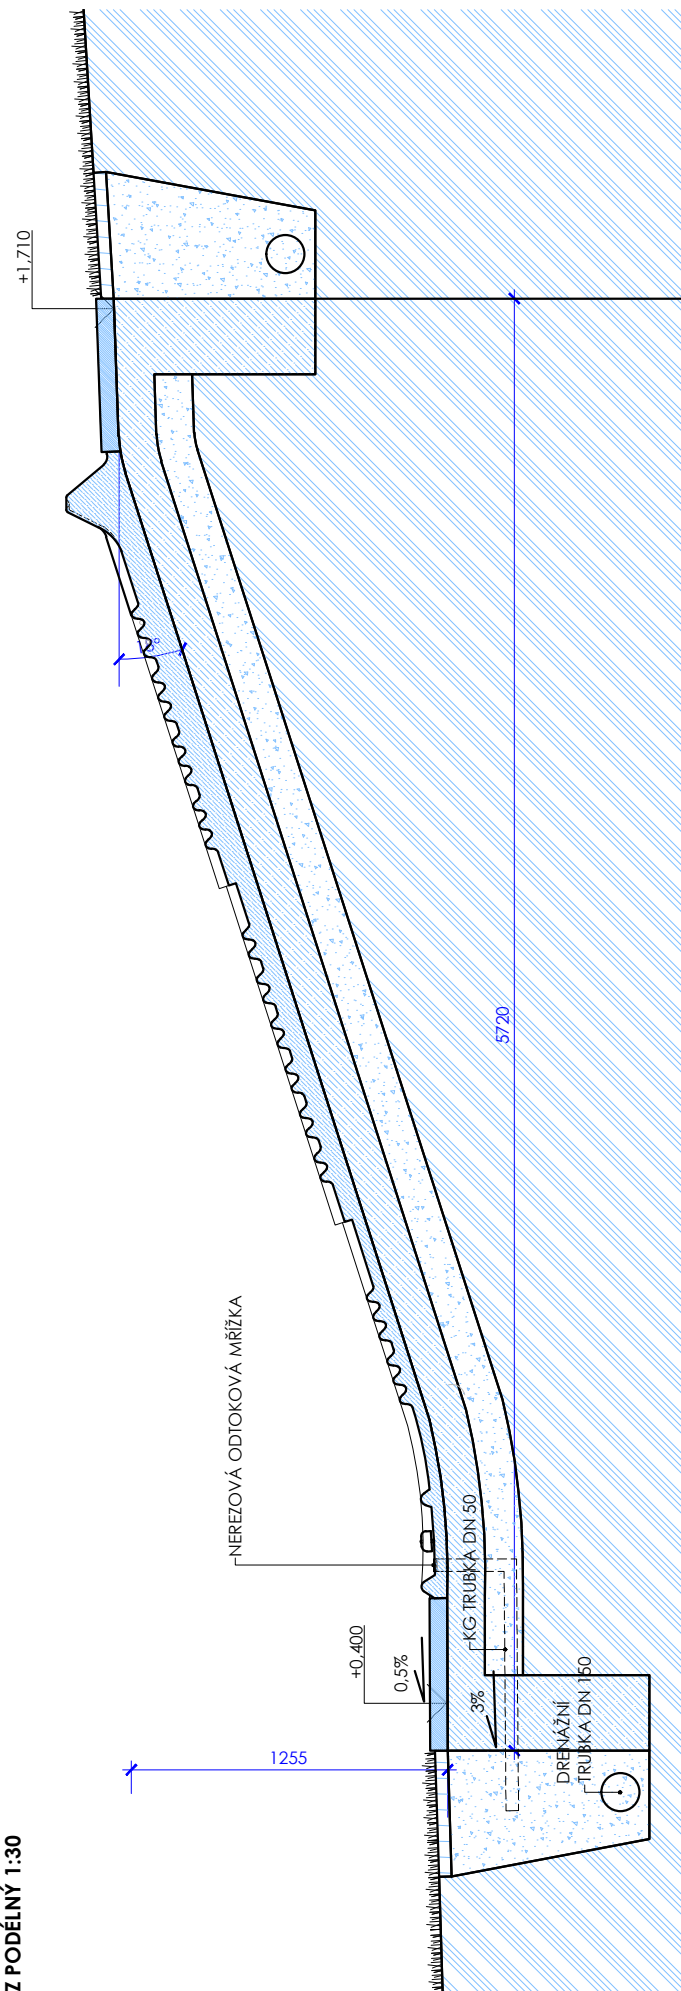 Z PODÉLNÝ 1:30
+1,710
5720
NEREZOVÁ ODTOKOVÁ MŘÍŽKA
KG TRUBKA DN 50
+0,400
0,5%
3%
1255
DRENÁŽNÍ
TRUBKA DN 150